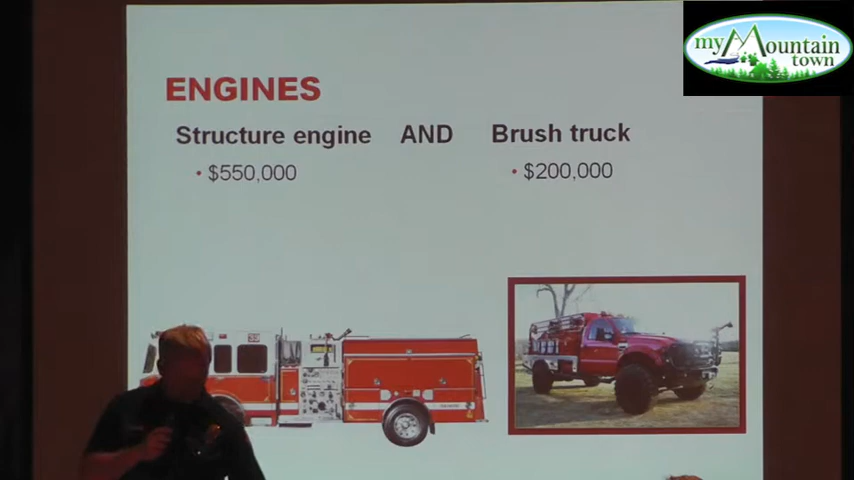 my Mountain
town
ENGINES
Structure engine AND Brush truck
• $550,000 • $200,000